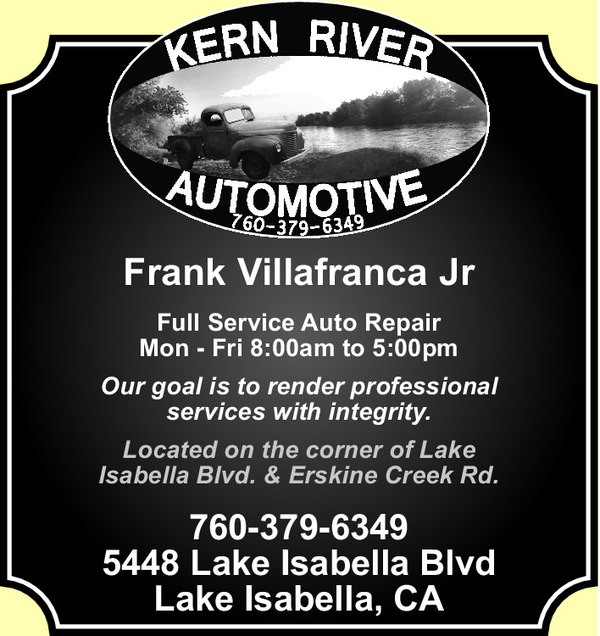 KERN RIVER
AUTOMOTIVE
760-379-6349
Frank Villafranca Jr
Full Service Auto Repair
Mon - Fri 8:00am to 5:00pm
Our goal is to render professional
services with integrity.
Located on the corner of Lake
Isabella Blvd. & Erskine Creek Rd.
760-379-6349
5448 Lake Isabella Blvd
Lake Isabella, CA